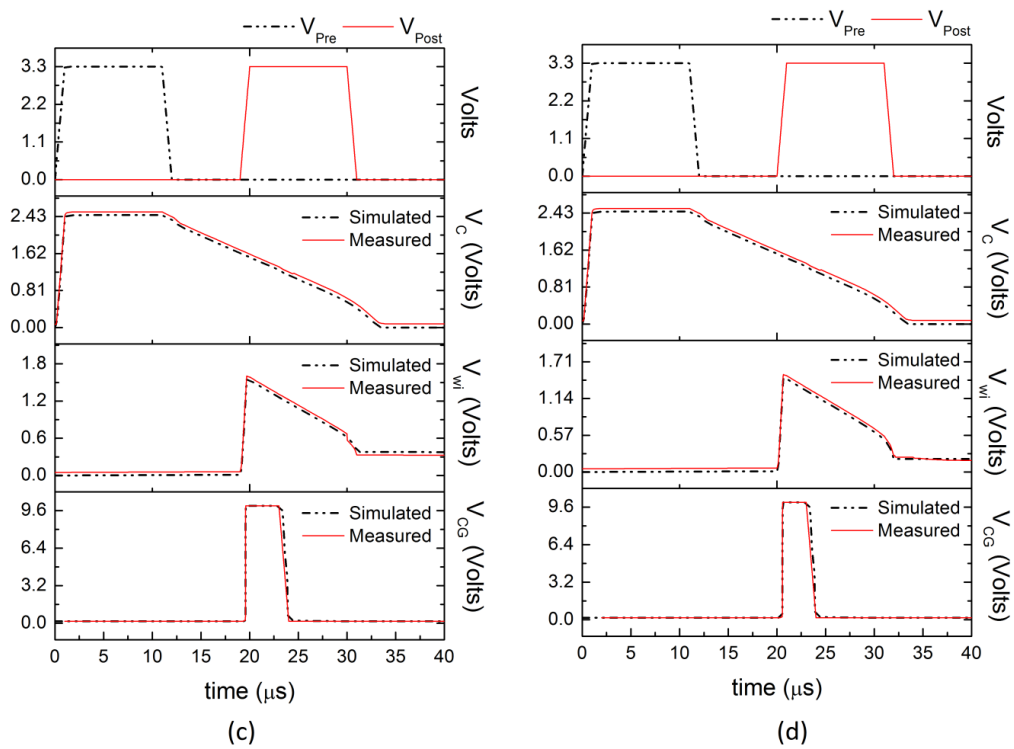 V_Pre V_Post
3.3
2.2
1.1
0.0
Volts
2.43
1.62
0.81
0.00
Simulated
Measured
V_C (Volts)
1.8
1.2
0.6
0.0
Simulated
Measured
V_wi (Volts)
9.6
6.4
3.2
0.0
Simulated
Measured
V_CG (Volts)
0 5 10 15 20 25 30 35 40
time (μs)
(c)
V_Pre V_Post
3.3
2.2
1.1
0.0
Volts
2.43
1.62
0.81
0.00
Simulated
Measured
V_C (Volts)
1.71
1.14
0.57
0.00
Simulated
Measured
V_wi (Volts)
9.6
6.4
3.2
0.0
Simulated
Measured
V_CG (Volts)
0 5 10 15 20 25 30 35 40
time (μs)
(d)